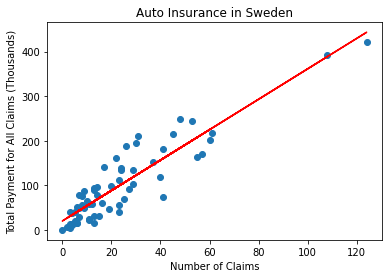 Auto Insurance in Sweden
Total Payment for All Claims (Thousands)
400
300
200
100
0
0 20 40 60 80 100 120
Number of Claims